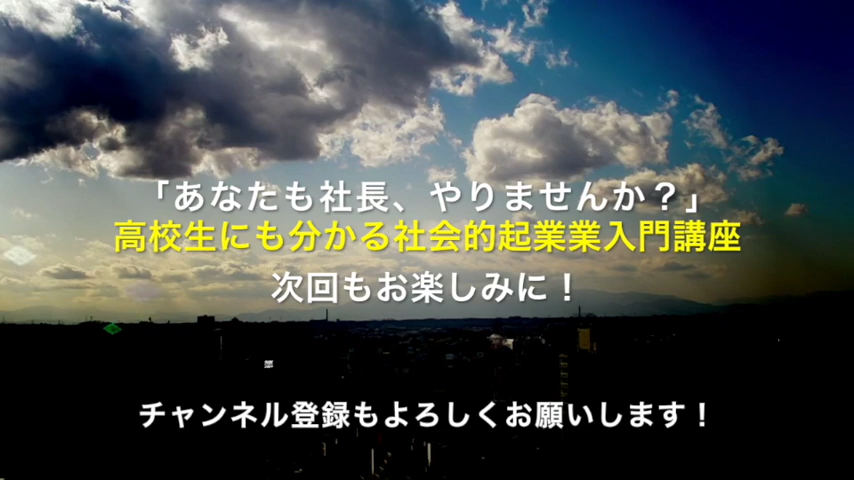 「あなたも社長、やりませんか？」
高校生にも分かる社会的起業業入門講座
次回もお楽しみに！
チャンネル登録もよろしくお願いします！